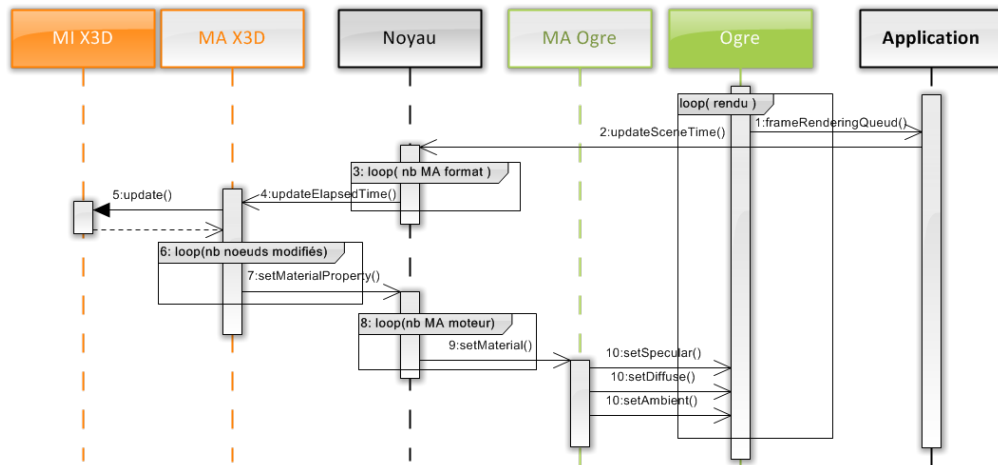 MI X3D
MA X3D
Noyau
MA Ogre
Ogre
Application
loop( rendu )
1:frameRenderingQueud()
2:updateSceneTime()
3: loop( nb MA format )
4:updateElapsedTime()
5:update()
6: loop(nb noeuds modifiés)
7:setMaterialProperty()
8: loop(nb MA moteur)
9:setMaterial()
10:setSpecular()
10:setDiffuse()
10:setAmbient()